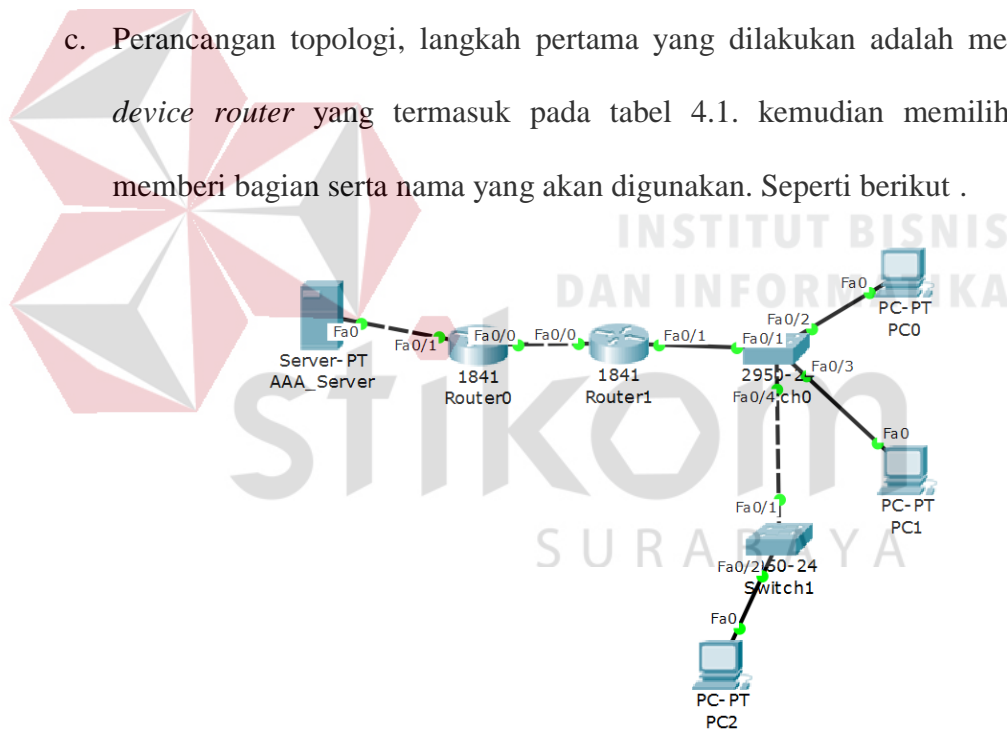 c. Perancangan topologi, langkah pertama yang dilakukan adalah me
device router yang termasuk pada tabel 4.1. kemudian memilih
memberi bagian serta nama yang akan digunakan. Seperti berikut .
INSTITUT BISNIS
DAN INFORMATIKA
stikom
SURABAYA
Fa0
Server-PT
AAA_Server
Fa0/1
Fa0/0
1841
Router0
Fa0/0
1841
Router1
Fa0/1
Fa0/1
Fa0/2
Fa0/3
Fa0/4
Fa0
PC-PT
PC0
Fa0
PC-PT
PC1
Fa0/1
Fa0/2
Switch1
Fa0
PC-PT
PC2